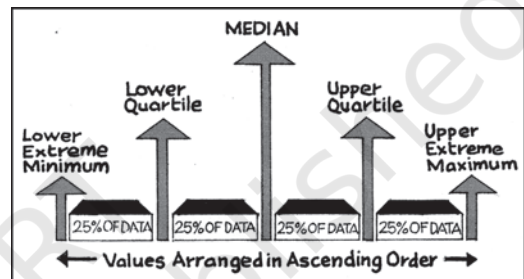 MEDIAN
Lower
Quartile
Upper
Quartile
Lower
Extreme
Minimum
Upper
Extreme
Maximum
25% OF DATA 25% OF DATA 25% OF DATA 25% OF DATA
Values Arranged in Ascending Order